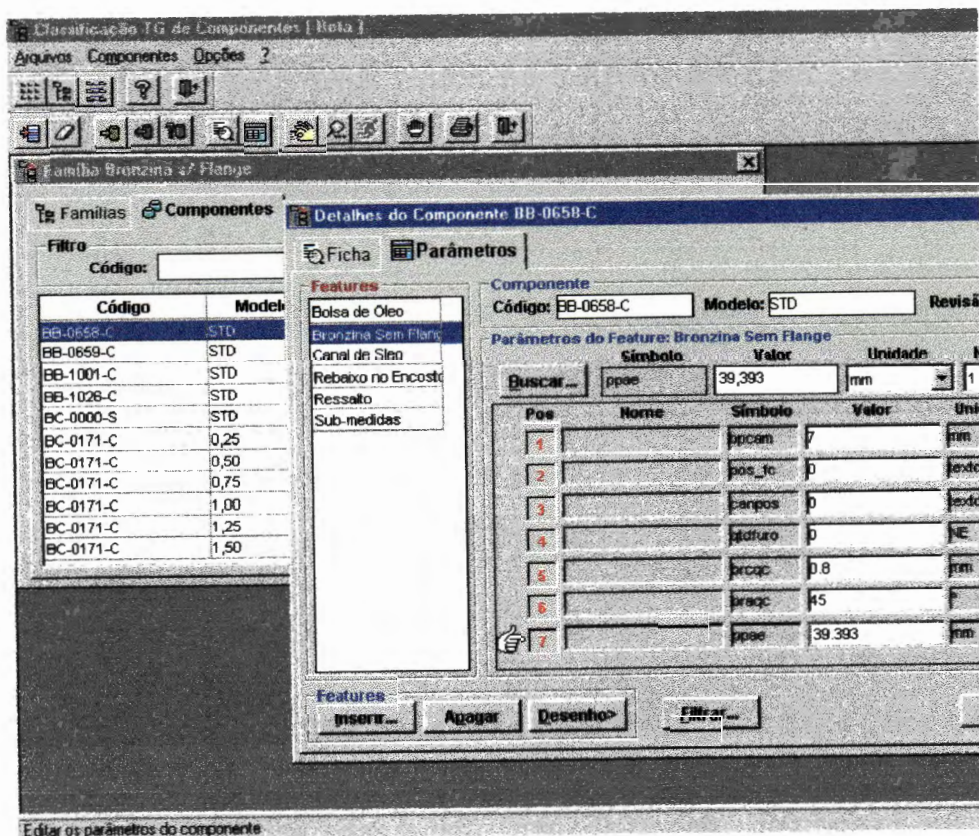 Classificação TG de Componentes [ Beta ]
Arquivos Componentes Opções ?
Família Bronzina s/ Flange
Famílias Componentes
Filtro
Código:
Código Modelo
BB-0658-C STD
BB-0659-C STD
BB-1001-C STD
BB-1026-C STD
BC-0000-S STD
BC-0171-C 0,25
BC-0171-C 0,50
BC-0171-C 0,75
BC-0171-C 1,00
BC-0171-C 1,25
BC-0171-C 1,50
Detalhes do Componente BB-0658-C
Ficha Parâmetros
Features
Bolsa de Oleo
Bronzina Sem Flang
Canal de Sleo
Rebaixo no Encosto
Ressalto
Sub-medidas
Componente
Código: BB-0658-C Modelo: STD Revisã
Parâmetros do Feature: Bronzina Sem Flange
Símbolo Valor Unidade
Buscar... ppae 39,393 mm 1
Pos Nome Símbolo Valor Uni
1 7 mm
2 pos_fc 0 texto
3 canpos 0 texto
4 qtdfuro 0 NE
5 brcqc 0.8 mm
6 braqc 45 °
7 ppae 39.393 mm
Features
Inserir... Apagar Desenho> Filtrar...
Editar os parâmetros do componente